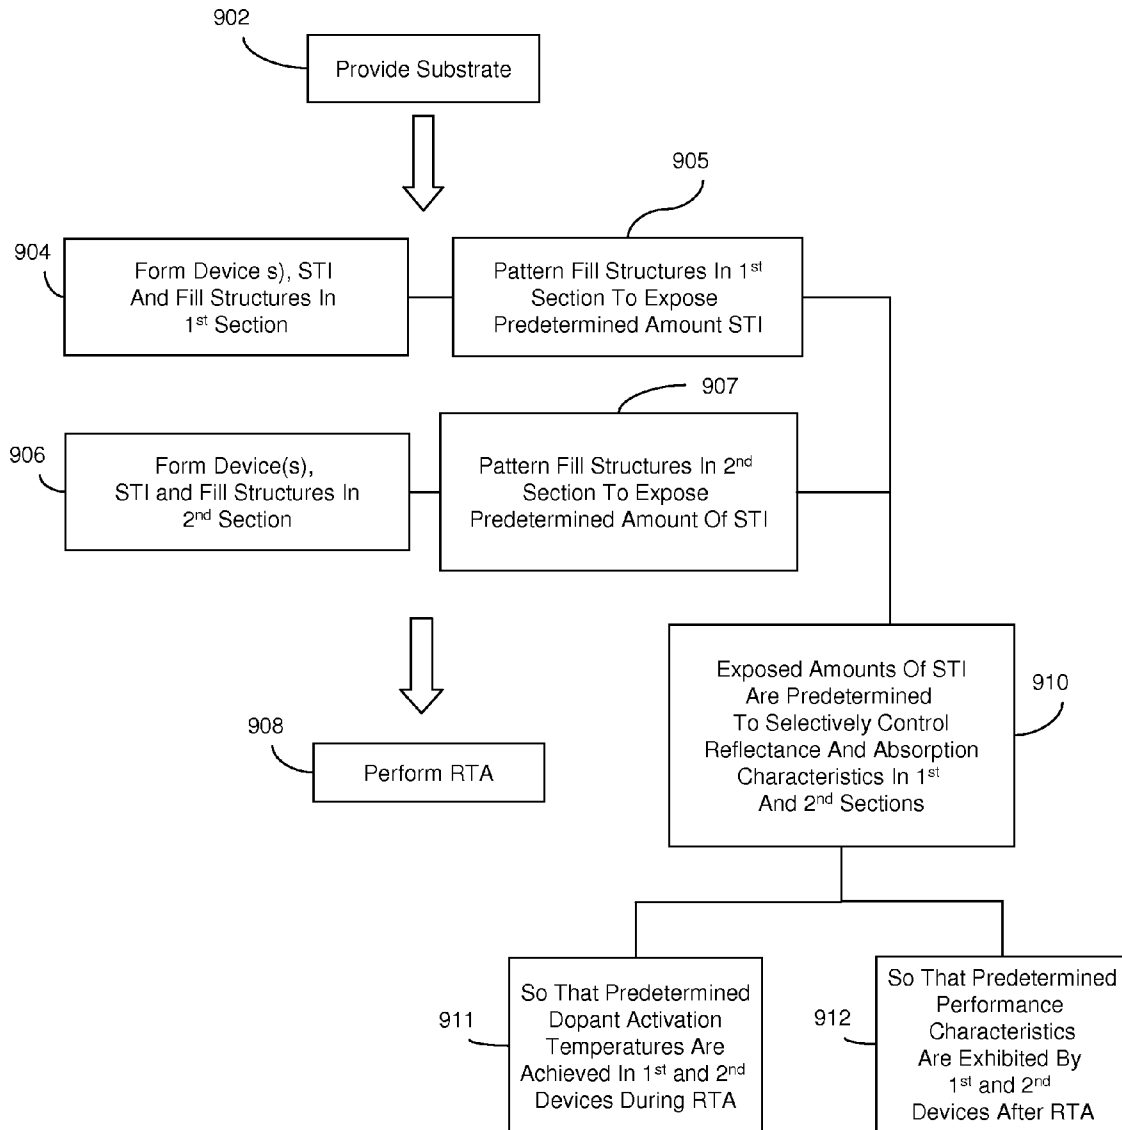 902
Provide Substrate
905
904
Form Device s), STI
And Fill Structures In
1st Section
Pattern Fill Structures In 1st
Section To Expose
Predetermined Amount STI
907
906
Form Device(s),
STI and Fill Structures In
2nd Section
Pattern Fill Structures In 2nd
Section To Expose
Predetermined Amount Of STI
908
Perform RTA
Exposed Amounts Of STI
Are Predetermined
To Selectively Control
Reflectance And Absorption
Characteristics In 1st
And 2nd Sections
910
911
So That Predetermined
Dopant Activation
Temperatures Are
Achieved In 1st and 2nd
Devices During RTA
912
So That Predetermined
Performance
Characteristics
Are Exhibited By
1st and 2nd
Devices After RTA